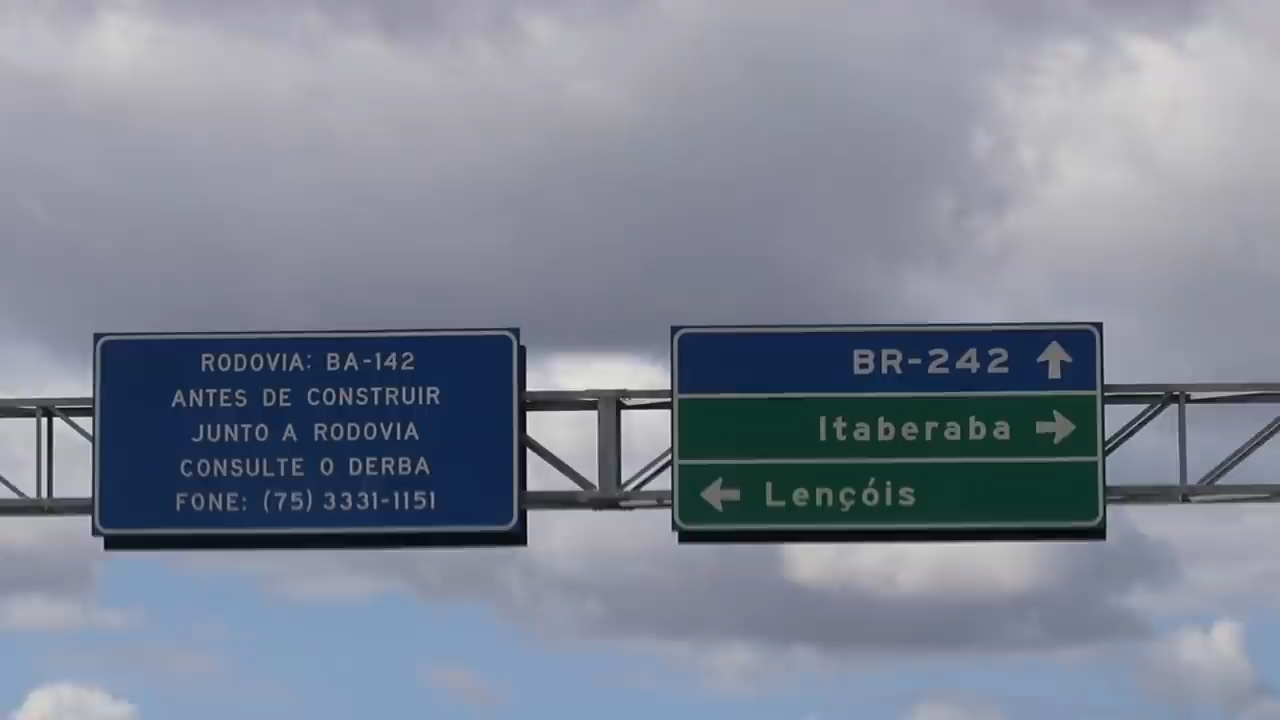 RODOVIA: BA-142
ANTES DE CONSTRUIR
JUNTO A RODOVIA
CONSULTE O DERBA
FONE: (75) 3331-1151
BR-242
Itaberaba
Lençóis